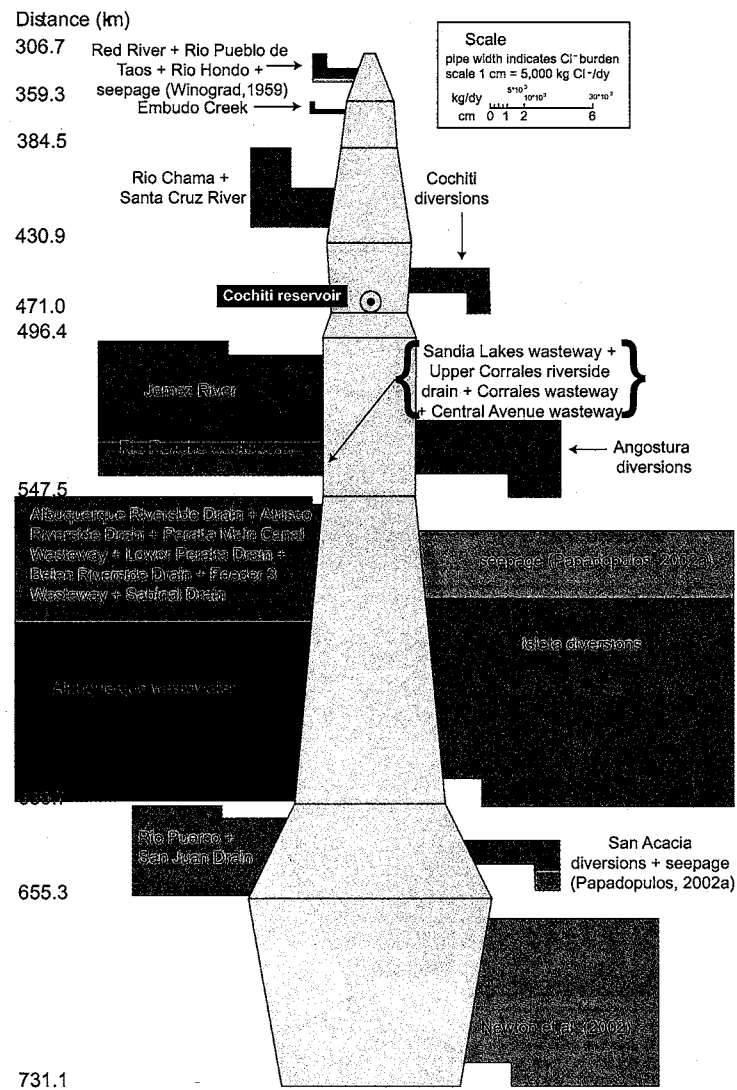 Distance (km)
306.7
Red River + Rio Pueblo de
Taos + Rio Hondo +
seepage (Winograd,1959)
359.3
Embudo Creek
384.5
Scale
pipe width indicates Cl⁻ burden
scale 1 cm = 5,000 kg Cl⁻/dy
5*10³
kg/dy 10*10³ 30*10³
cm 0 1 2 6
Rio Chama +
Santa Cruz River
Cochiti
diversions
430.9
Cochiti reservoir
471.0
496.4
Sandia Lakes wasteway +
Upper Corrales riverside
drain + Corrales wasteway
+ Central Avenue wasteway
Jemez River
Angostura
diversions
547.5
Albuquerque Riverside Drain + Atrisco
Riverside Drain + Peralta Main Canal
Wasteway + Lower Peralta Drain +
Belen Riverside Drain + Feeder 3
Wasteway + Sabinal Drain
seepage (Papadopulos, 2002a)
Isleta diversions
Albuquerque wastewater
Rio Puerco +
San Juan Drain
San Acacia
diversions + seepage
(Papadopulos, 2002a)
655.3
Newton et al. (2002)
731.1